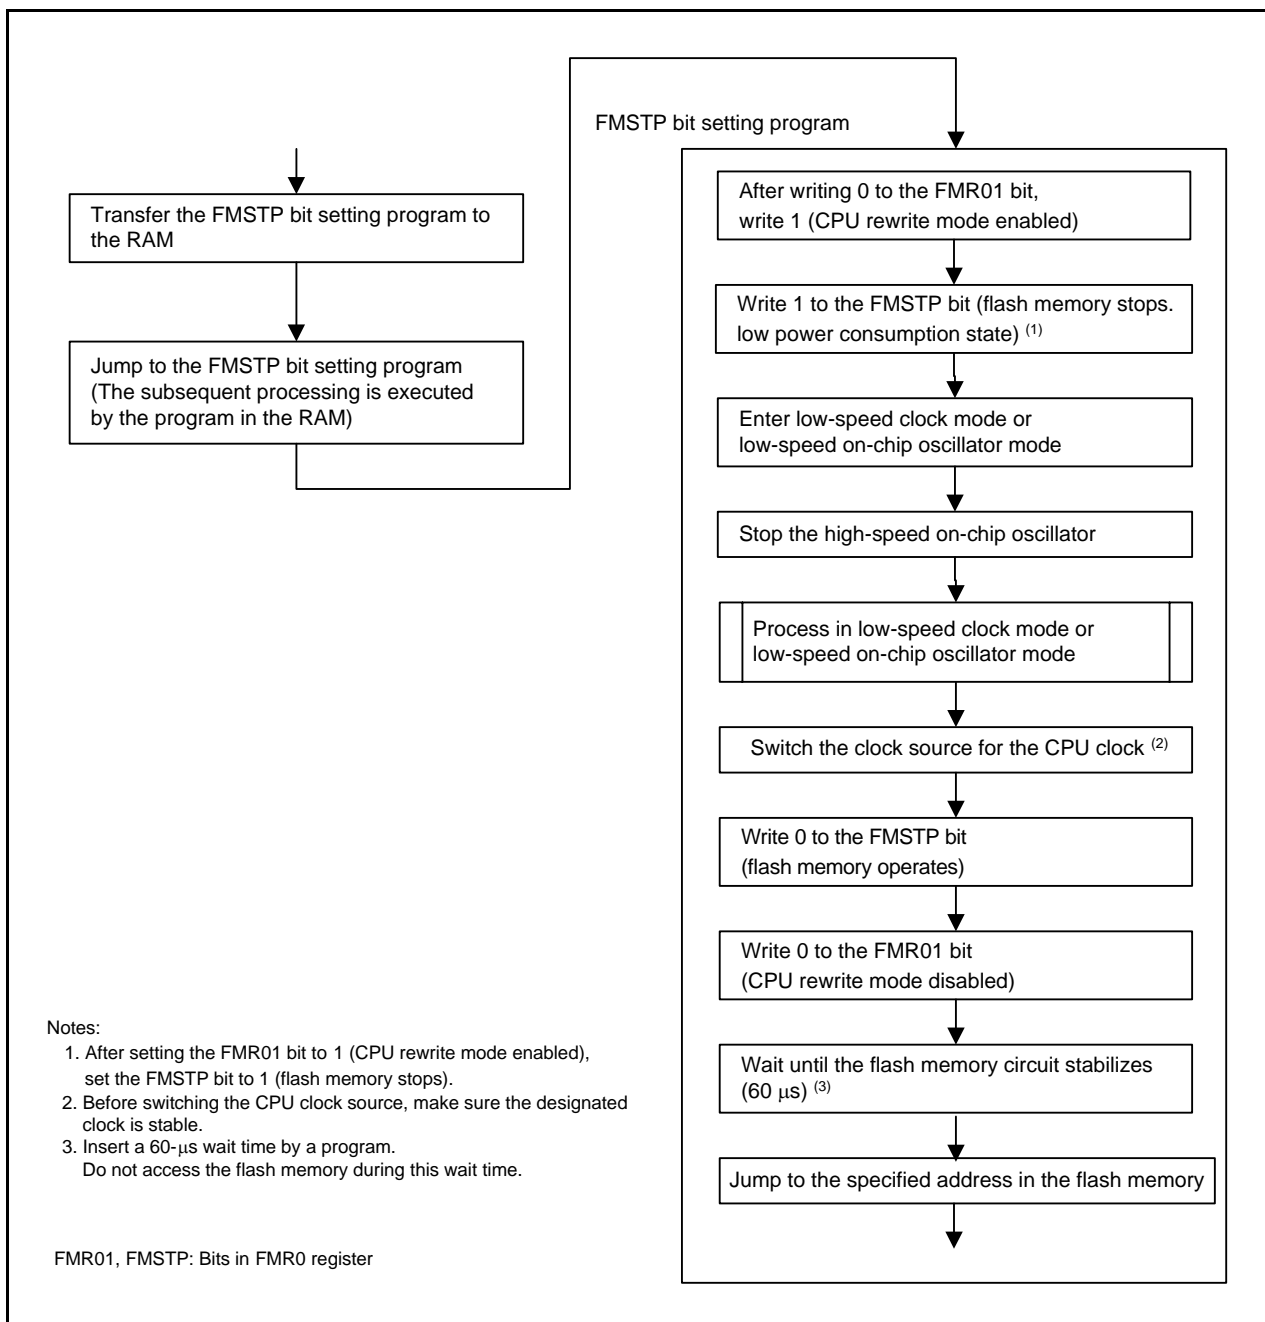 Transfer the FMSTP bit setting program to
the RAM
Jump to the FMSTP bit setting program
(The subsequent processing is executed
by the program in the RAM)
FMSTP bit setting program
After writing 0 to the FMR01 bit,
write 1 (CPU rewrite mode enabled)
Write 1 to the FMSTP bit (flash memory stops.
low power consumption state) (1)
Enter low-speed clock mode or
low-speed on-chip oscillator mode
Stop the high-speed on-chip oscillator
Process in low-speed clock mode or
low-speed on-chip oscillator mode
Switch the clock source for the CPU clock (2)
Write 0 to the FMSTP bit
(flash memory operates)
Write 0 to the FMR01 bit
(CPU rewrite mode disabled)
Wait until the flash memory circuit stabilizes
(60 μs) (3)
Jump to the specified address in the flash memory
Notes:
1. After setting the FMR01 bit to 1 (CPU rewrite mode enabled),
set the FMSTP bit to 1 (flash memory stops).
2. Before switching the CPU clock source, make sure the designated
clock is stable.
3. Insert a 60-μs wait time by a program.
Do not access the flash memory during this wait time.
FMR01, FMSTP: Bits in FMR0 register